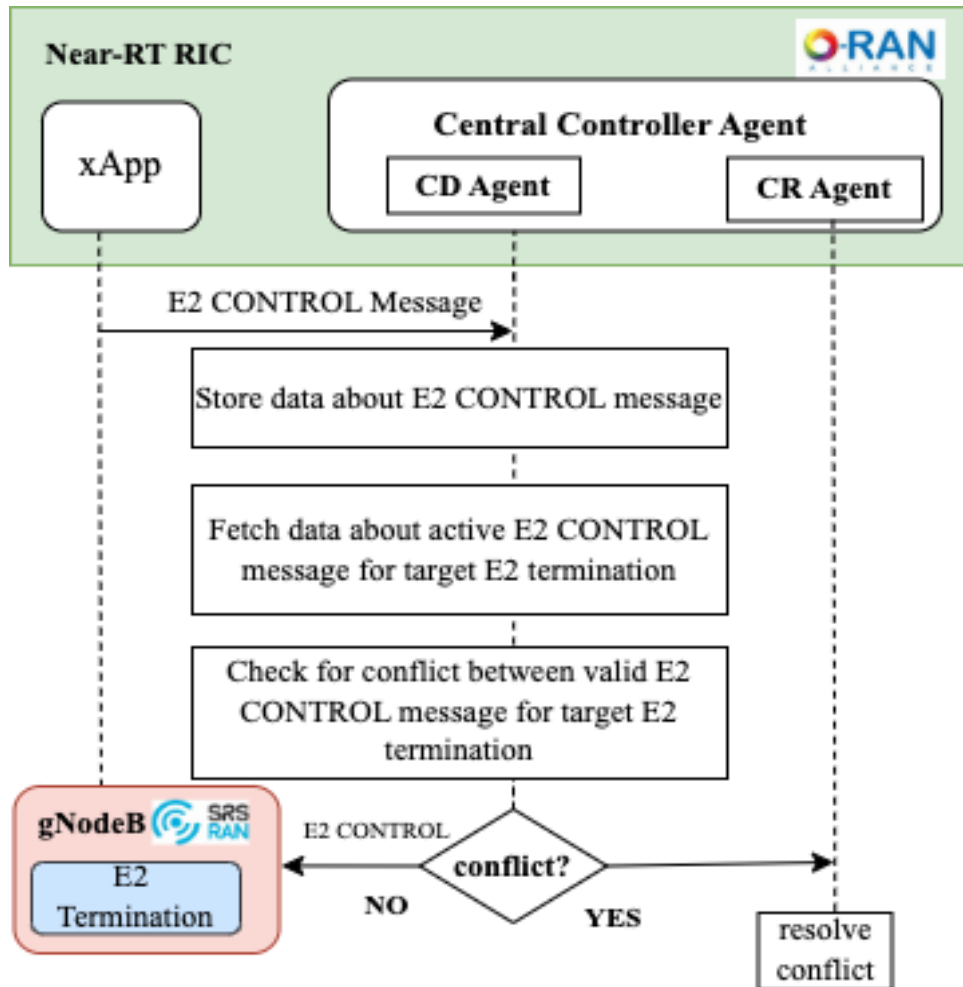 Near-RT RIC
O-RAN
ALLIANCE
xApp
Central Controller Agent
CD Agent
CR Agent
E2 CONTROL Message
Store data about E2 CONTROL message
Fetch data about active E2 CONTROL
message for target E2 termination
Check for conflict between valid E2
CONTROL message for target E2
termination
gNodeB
SRS
RAN
E2
Termination
E2 CONTROL
conflict?
NO
YES
resolve
conflict